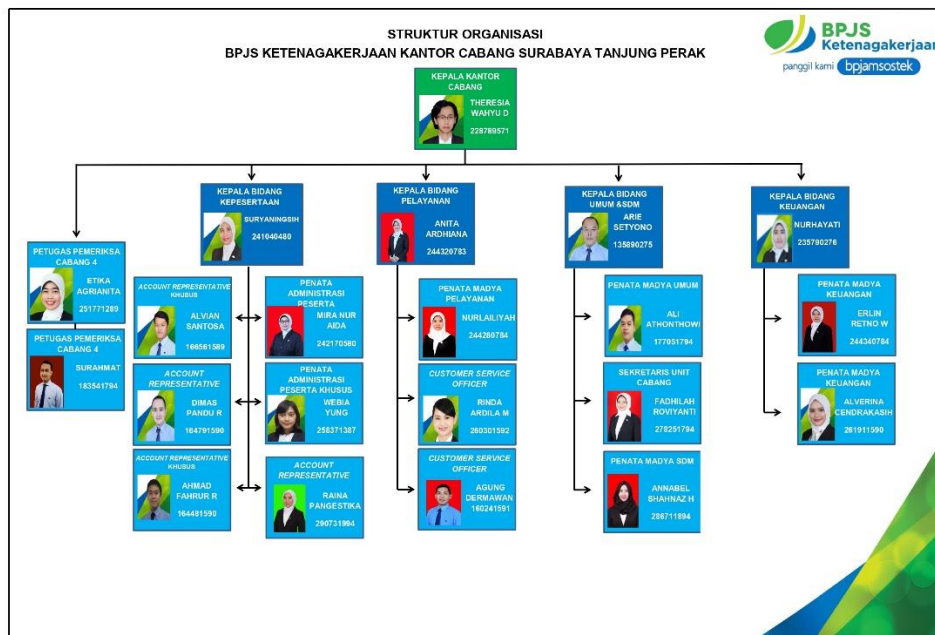 STRUKTUR ORGANISASI
BPJS KETENAGAKERJAAN KANTOR CABANG SURABAYA TANJUNG PERAK
BPJS
Ketenagakerjaan
panggil kami bpjamsostek
KEPALA KANTOR
CABANG
THERESIA
WAHYU D
228789571
PETUGAS PEMERIKSA
CABANG 4
ETIKA
AGRIANITA
251771289
PETUGAS PEMERIKSA
CABANG 4
SURAHMAT
183541794
KEPALA BIDANG
KEPESERTAAN
SURYANINGSIH
241040480
ACCOUNT REPRESENTATIVE
KHUSUS
ALVIAN
SANTOSA
166561589
ACCOUNT
REPRESENTATIVE
DIMAS
PANDU R
164791590
ACCOUNT REPRESENTATIVE
KHUSUS
AHMAD
FAHRUR R
164481590
PENATA
ADMINISTRASI
PESERTA
MIRA NUR
AIDA
242170580
PENATA
ADMINISTRASI
PESERTA KHUSUS
WEBIA
YUNG
258371387
ACCOUNT
REPRESENTATIVE
RAINA
PANGESTIKA
290731994
KEPALA BIDANG
PELAYANAN
ANITA
ARDHIANA
244320783
PENATA MADYA
PELAYANAN
NURLAILIYAH
244260784
CUSTOMER SERVICE
OFFICER
RINDA
ARDILA M
260301592
CUSTOMER SERVICE
OFFICER
AGUNG
DERMAWAN
160241591
KEPALA BIDANG
UMUM &SDM
ARIE
SETYONO
135890275
PENATA MADYA UMUM
ALI
ATHONTHOWI
177051794
SEKRETARIS UNIT
CABANG
FADHILAH
ROVIYANTI
278251794
PENATA MADYA SDM
ANNABEL
SHAHNAZ H
286711894
KEPALA BIDANG
KEUANGAN
NURHAYATI
235790276
PENATA MADYA
KEUANGAN
ERLIN
RETNO W
244340784
PENATA MADYA
KEUANGAN
ALVERINA
CENDRAKASIH
261911590